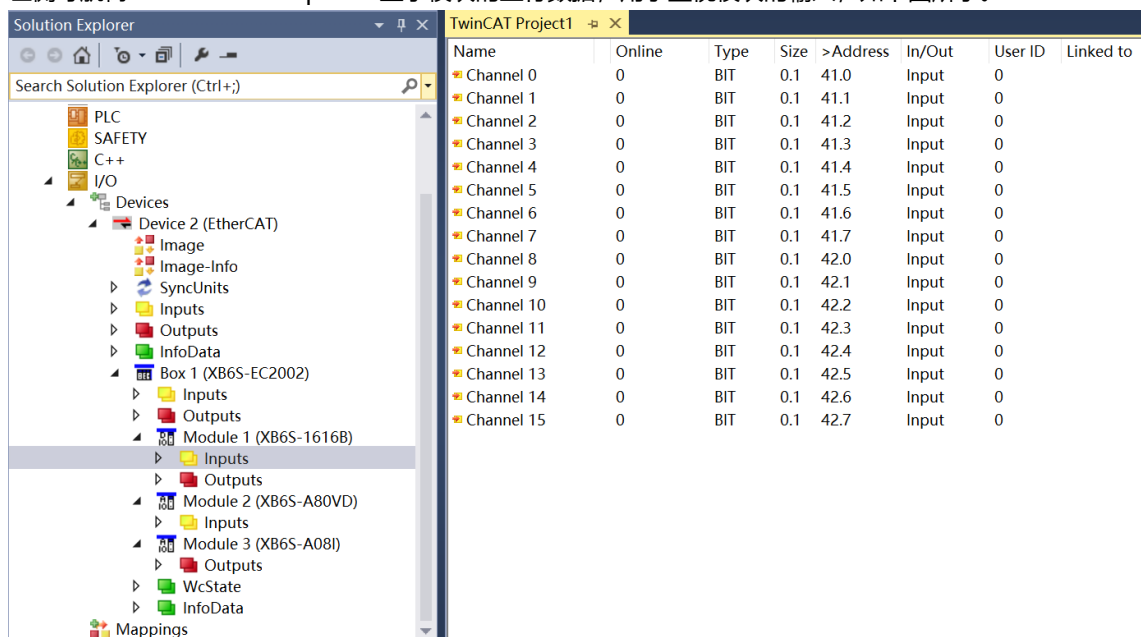 Solution Explorer
Search Solution Explorer (Ctrl+;)
PLC
SAFETY
C++
I/O
Devices
Device 2 (EtherCAT)
Image
Image-Info
SyncUnits
Inputs
Outputs
InfoData
Box 1 (XB6S-EC2002)
Inputs
Outputs
Module 1 (XB6S-1616B)
Inputs
Outputs
Module 2 (XB6S-A80VD)
Inputs
Module 3 (XB6S-A08I)
Outputs
WcState
InfoData
Mappings
TwinCAT Project1
Name Online Type Size >Address In/Out User ID Linked to
Channel 0 0 BIT 0.1 41.0 Input 0
Channel 1 0 BIT 0.1 41.1 Input 0
Channel 2 0 BIT 0.1 41.2 Input 0
Channel 3 0 BIT 0.1 41.3 Input 0
Channel 4 0 BIT 0.1 41.4 Input 0
Channel 5 0 BIT 0.1 41.5 Input 0
Channel 6 0 BIT 0.1 41.6 Input 0
Channel 7 0 BIT 0.1 41.7 Input 0
Channel 8 0 BIT 0.1 42.0 Input 0
Channel 9 0 BIT 0.1 42.1 Input 0
Channel 10 0 BIT 0.1 42.2 Input 0
Channel 11 0 BIT 0.1 42.3 Input 0
Channel 12 0 BIT 0.1 42.4 Input 0
Channel 13 0 BIT 0.1 42.5 Input 0
Channel 14 0 BIT 0.1 42.6 Input 0
Channel 15 0 BIT 0.1 42.7 Input 0